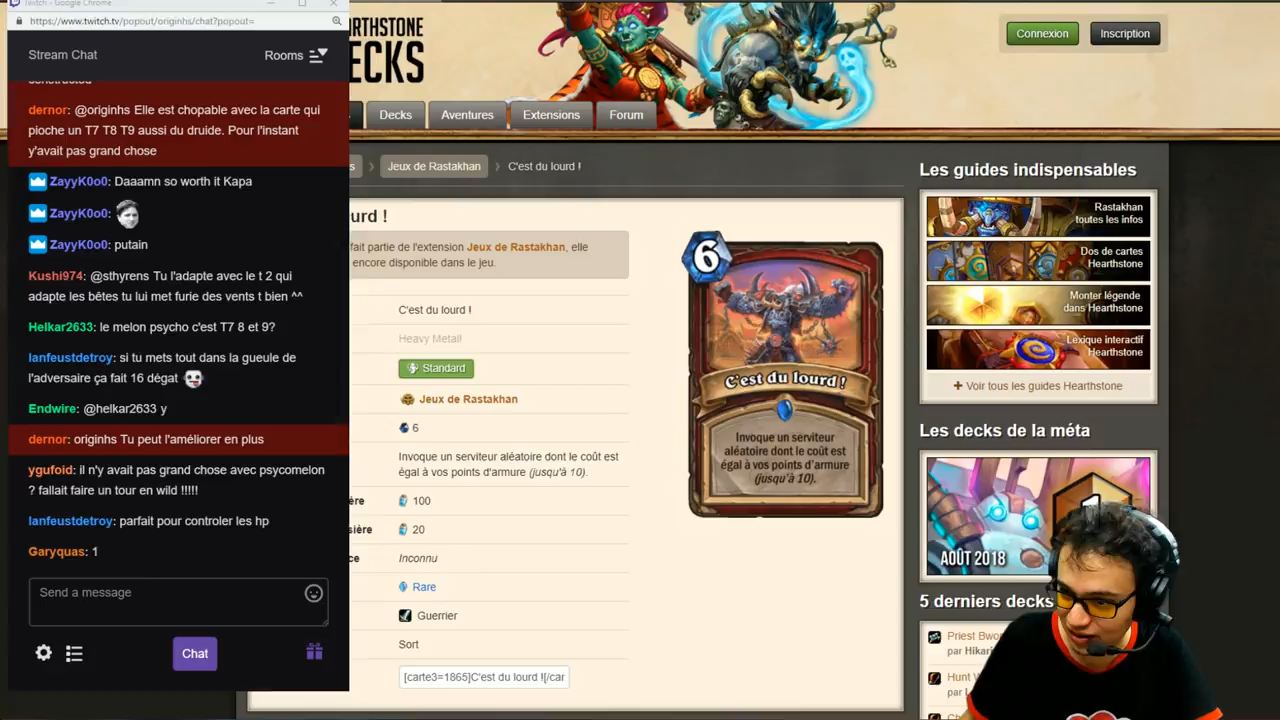 Twitch - Google Chrome
https://www.twitch.tv/popout/originhs/chat?popout=
Stream Chat
Rooms
dernor: @originhs Elle est chopable avec la carte qui
pioche un T7 T8 T9 aussi du druide. Pour l'instant
y'avait pas grand chose
ZayyK0o0: Daaamn so worth it Kapa
ZayyK0o0:
ZayyK0o0: putain
Kushi974: @sthyrens Tu l'adapte avec le t 2 qui
adapte les bêtes tu lui met furie des vents t bien ^^
Helkar2633: le melon psycho c'est T7 8 et 9?
lanfeustdetroy: si tu mets tout dans la gueule de
l'adversaire ça fait 16 dégat
Endwire: @helkar2633 y
dernor: originhs Tu peut l'améliorer en plus
ygufoid: il n'y avait pas grand chose avec psycomelon
? fallait faire un tour en wild !!!!!
lanfeustdetroy: parfait pour controler les hp
Garyquas: 1
Send a message
Chat
RTHSTONE
ECKS
Connexion
Inscription
Decks
Aventures
Extensions
Forum
s
Jeux de Rastakhan
C'est du lourd !
urd !
fait partie de l'extension Jeux de Rastakhan, elle
encore disponible dans le jeu.
C'est du lourd !
Heavy Metal!
Standard
Jeux de Rastakhan
6
Invoque un serviteur aléatoire dont le coût est
égal à vos points d'armure (jusqu'à 10).
ère
100
ssière
20
ce
Inconnu
Rare
Guerrier
Sort
[carte3=1865]C'est du lourd ![/car
6
C'est du lourd !
Invoque un serviteur
aléatoire dont le coût est
égal à vos points d'armure
(jusqu'à 10).
Les guides indispensables
Rastakhan
toutes les infos
Dos de cartes
Hearthstone
Monter légende
dans Hearthstone
Lexique interactif
Hearthstone
Voir tous les guides Hearthstone
Les decks de la méta
1
AOÛT 2018
5 derniers decks
Priest Bwo
par Hikari
Hunt
par